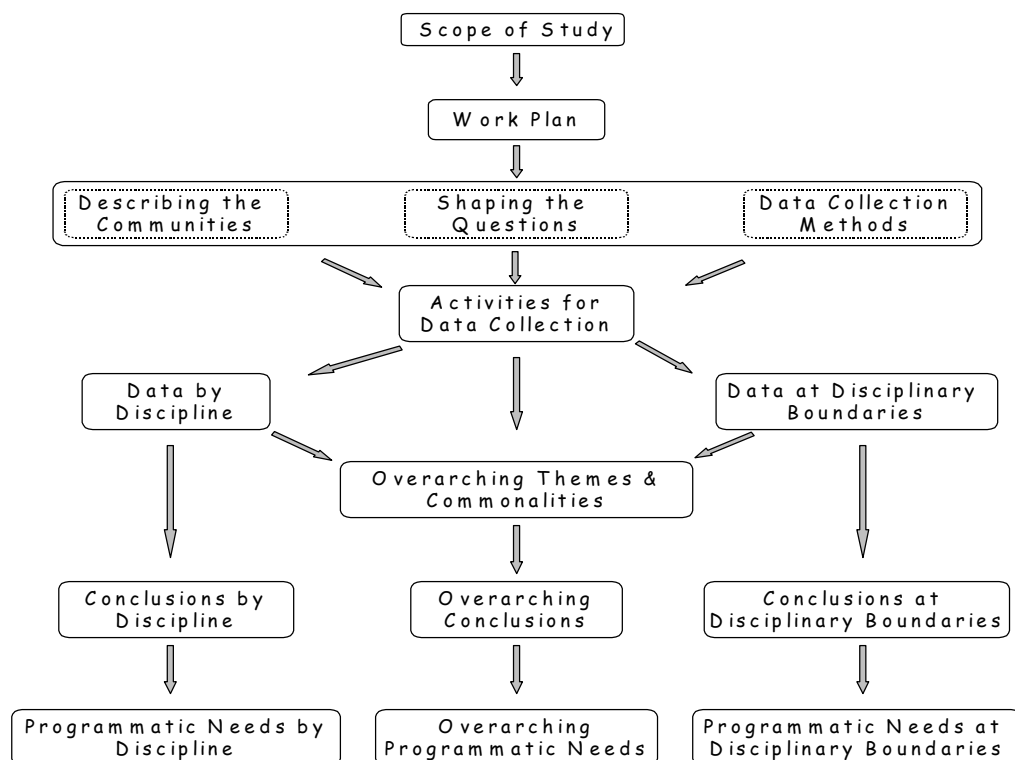 Scope of Study
Work Plan
Describing the
Communities
Shaping the
Questions
Data Collection
Methods
Activities for
Data Collection
Data by
Discipline
Data at Disciplinary
Boundaries
Overarching Themes &
Commonalities
Conclusions by
Discipline
Overarching
Conclusions
Conclusions at
Disciplinary Boundaries
Programmatic Needs by
Discipline
Overarching
Programmatic Needs
Programmatic Needs at
Disciplinary Boundaries